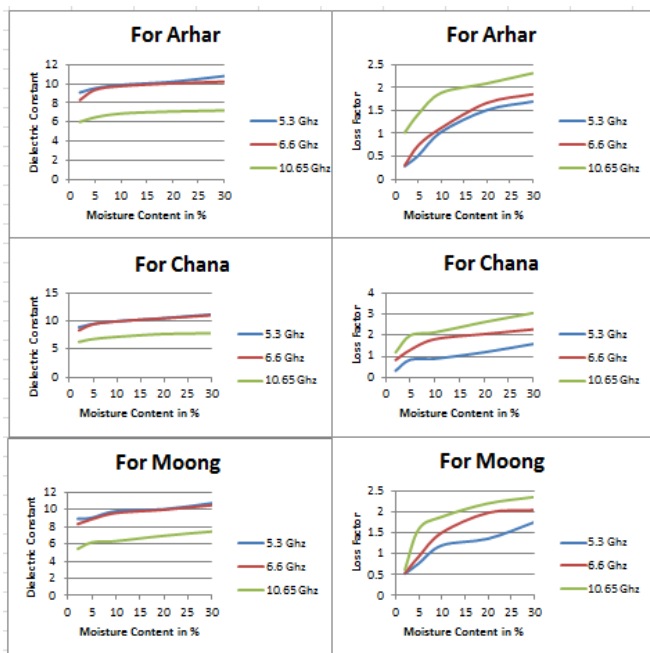 For Arhar
Dielectric Constant
12
10
8
6
4
2
0
0 5 10 15 20 25 30
Moisture Content in %
5.3 Ghz
6.6 Ghz
10.65 Ghz
For Arhar
Loss Factor
2.5
2
1.5
1
0.5
0
0 5 10 15 20 25 30
Moisture Content in %
5.3 Ghz
6.6 Ghz
10.65 Ghz
For Chana
Dielectric Constant
15
10
5
0
0 5 10 15 20 25 30
Moisture Content in %
5.3 Ghz
6.6 Ghz
10.65 Ghz
For Chana
Loss Factor
4
3
2
1
0
0 5 10 15 20 25 30
Moisture Content in %
5.3 Ghz
6.6 Ghz
10.65 Ghz
For Moong
Dielectric Constant
12
10
8
6
4
2
0
0 5 10 15 20 25 30
Moisture Content in %
5.3 Ghz
6.6 Ghz
10.65 Ghz
For Moong
Loss Factor
2.5
2
1.5
1
0.5
0
0 5 10 15 20 25 30
Moisture Content in %
5.3 Ghz
6.6 Ghz
10.65 Ghz